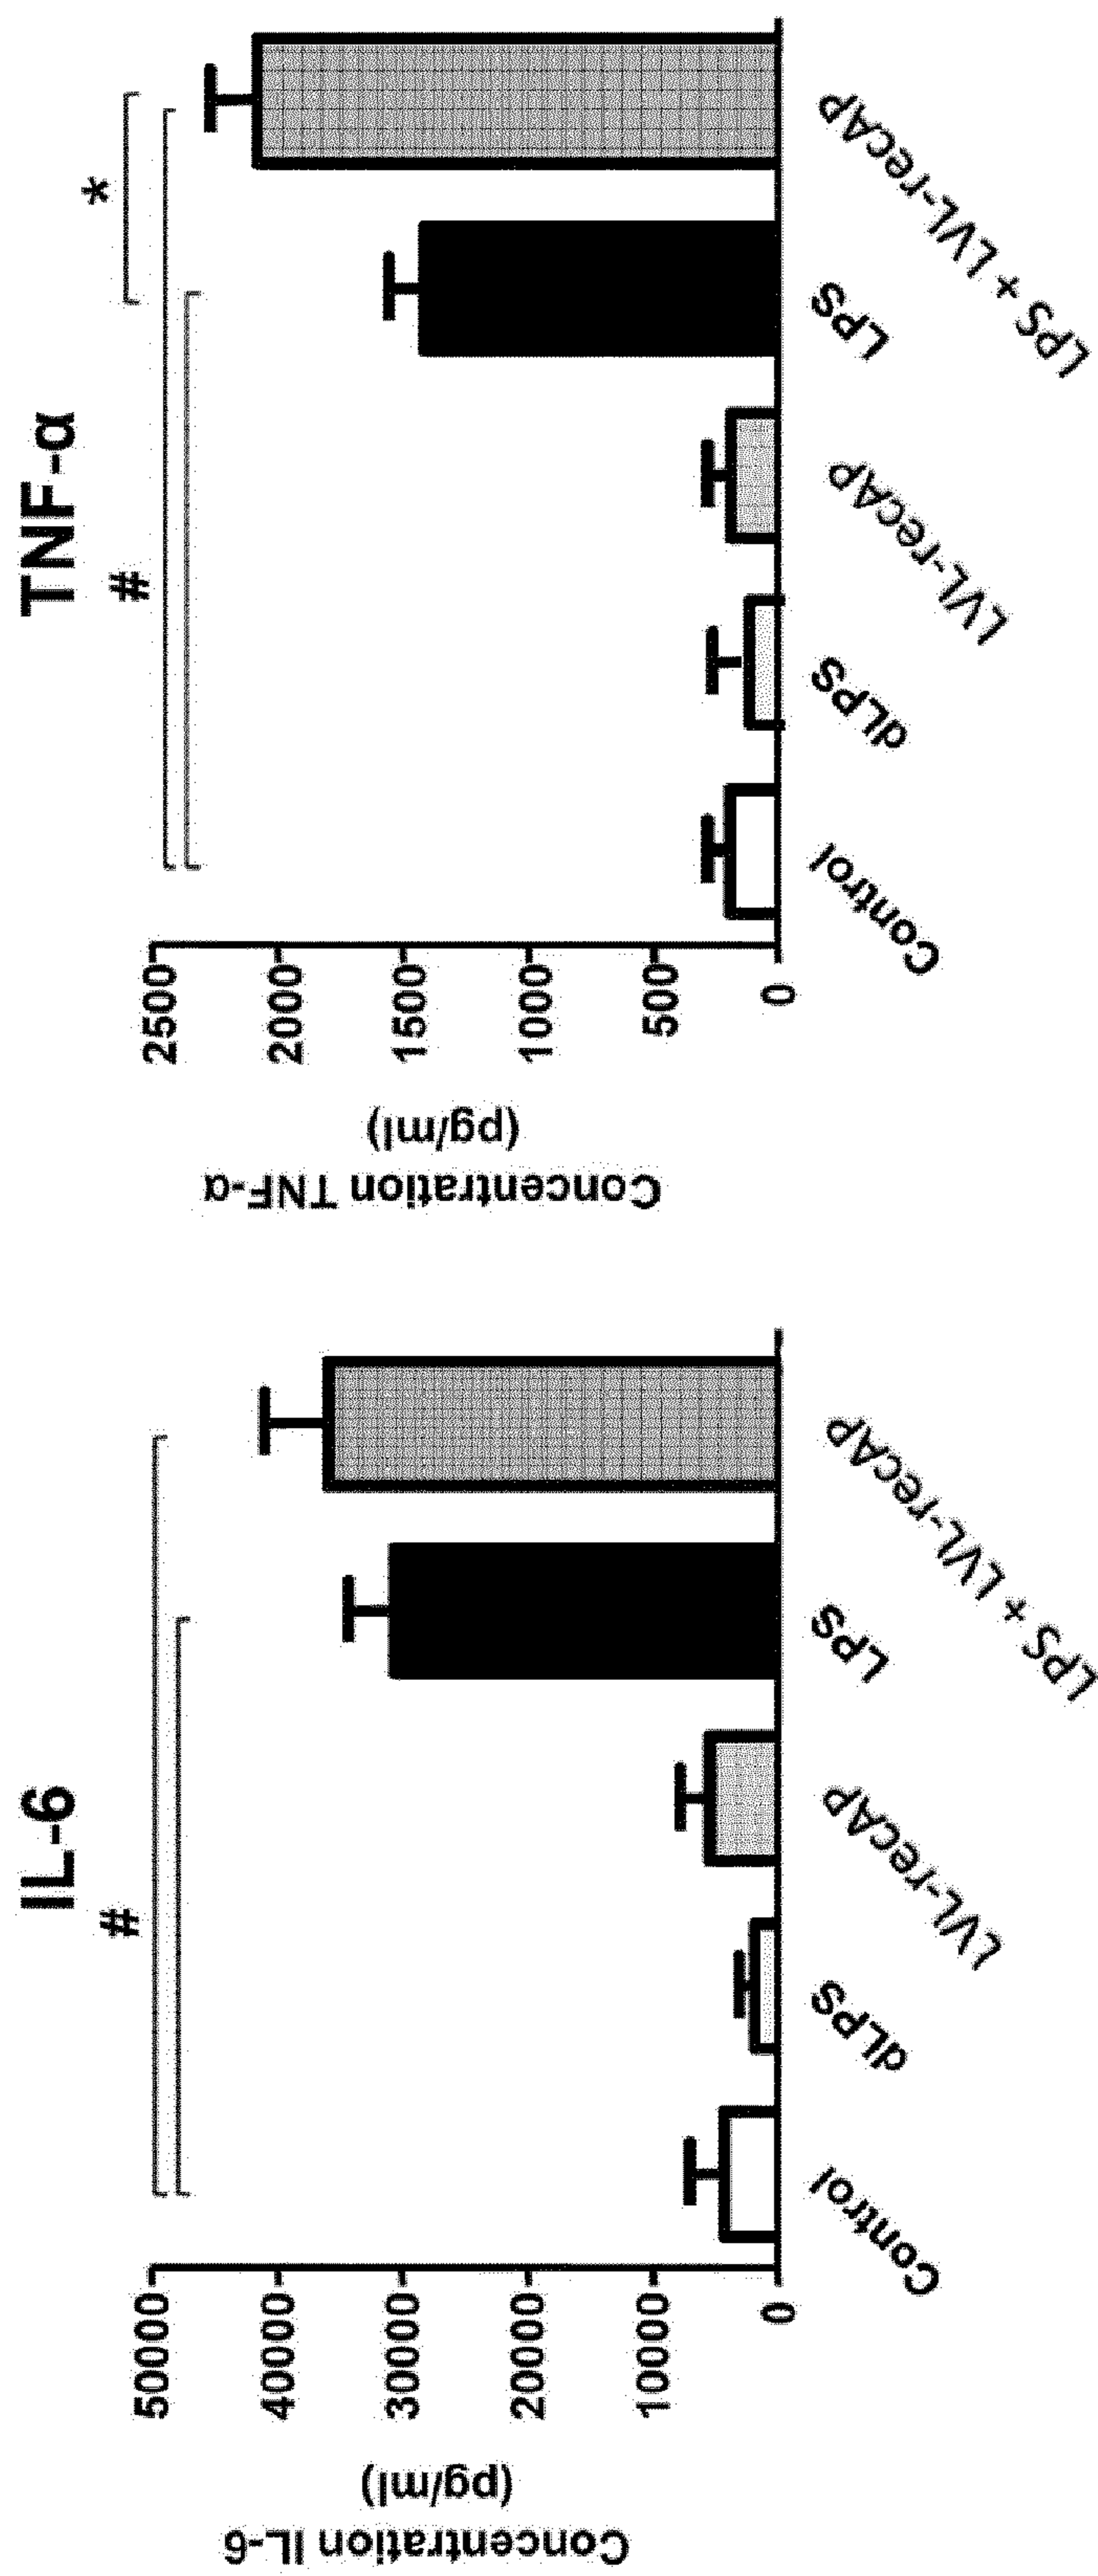 IL-6
#
Concentration IL-6
(pg/ml)
50000
40000
30000
20000
10000
0
Control
dLPS
LVL-recAP
LPS
LPS + LVL-recAP
TNF-α
#
*
Concentration TNF-α
(pg/ml)
2500
2000
1500
1000
500
0
Control
dLPS
LVL-recAP
LPS
LPS + LVL-recAP